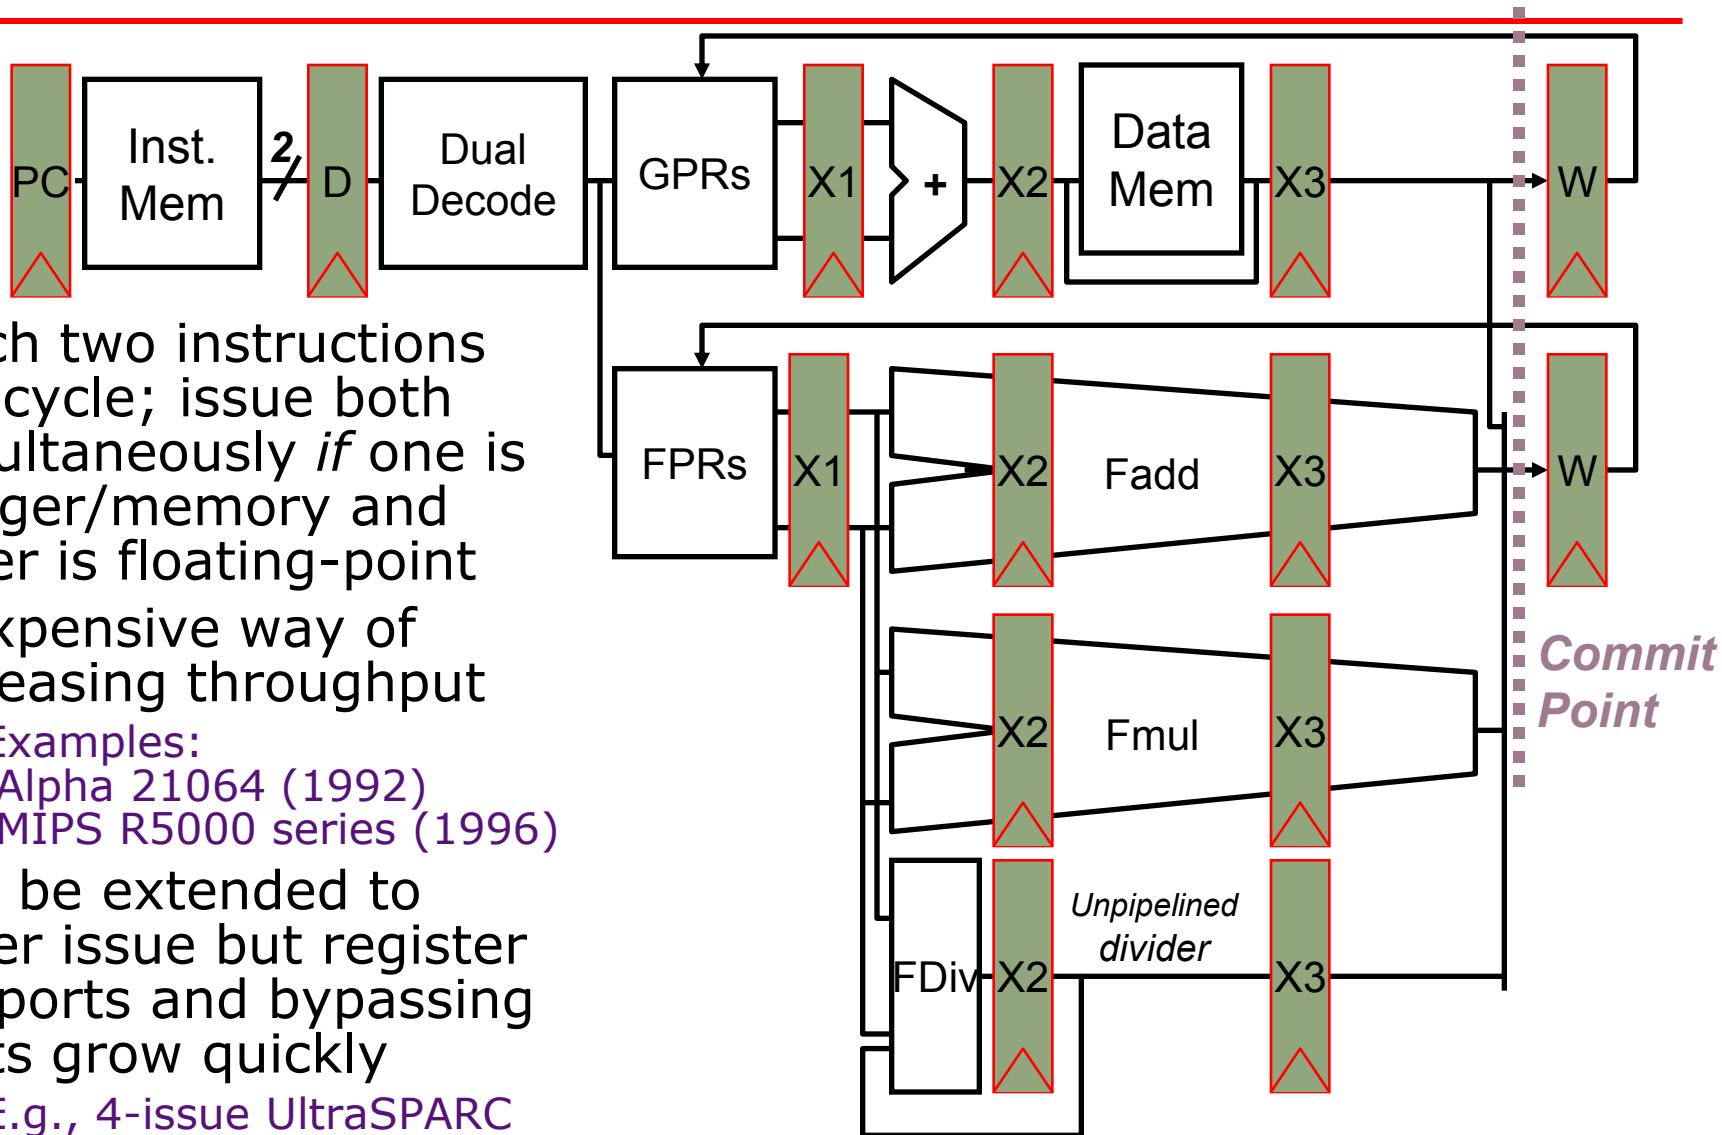 PC
Inst.
Mem
2
D
Dual
Decode
GPRs
X1
+
X2
Data
Mem
X3
W
ch two instructions
cycle; issue both
ultaneously if one is
ger/memory and
er is floating-point
xpensive way of
easing throughput
Examples:
Alpha 21064 (1992)
MIPS R5000 series (1996)
be extended to
er issue but register
ports and bypassing
ts grow quickly
E.g., 4-issue UltraSPARC
FPRs
X1
X2
Fadd
X3
W
X2
Fmul
X3
Commit
Point
FDiv
X2
Unpipelined
divider
X3